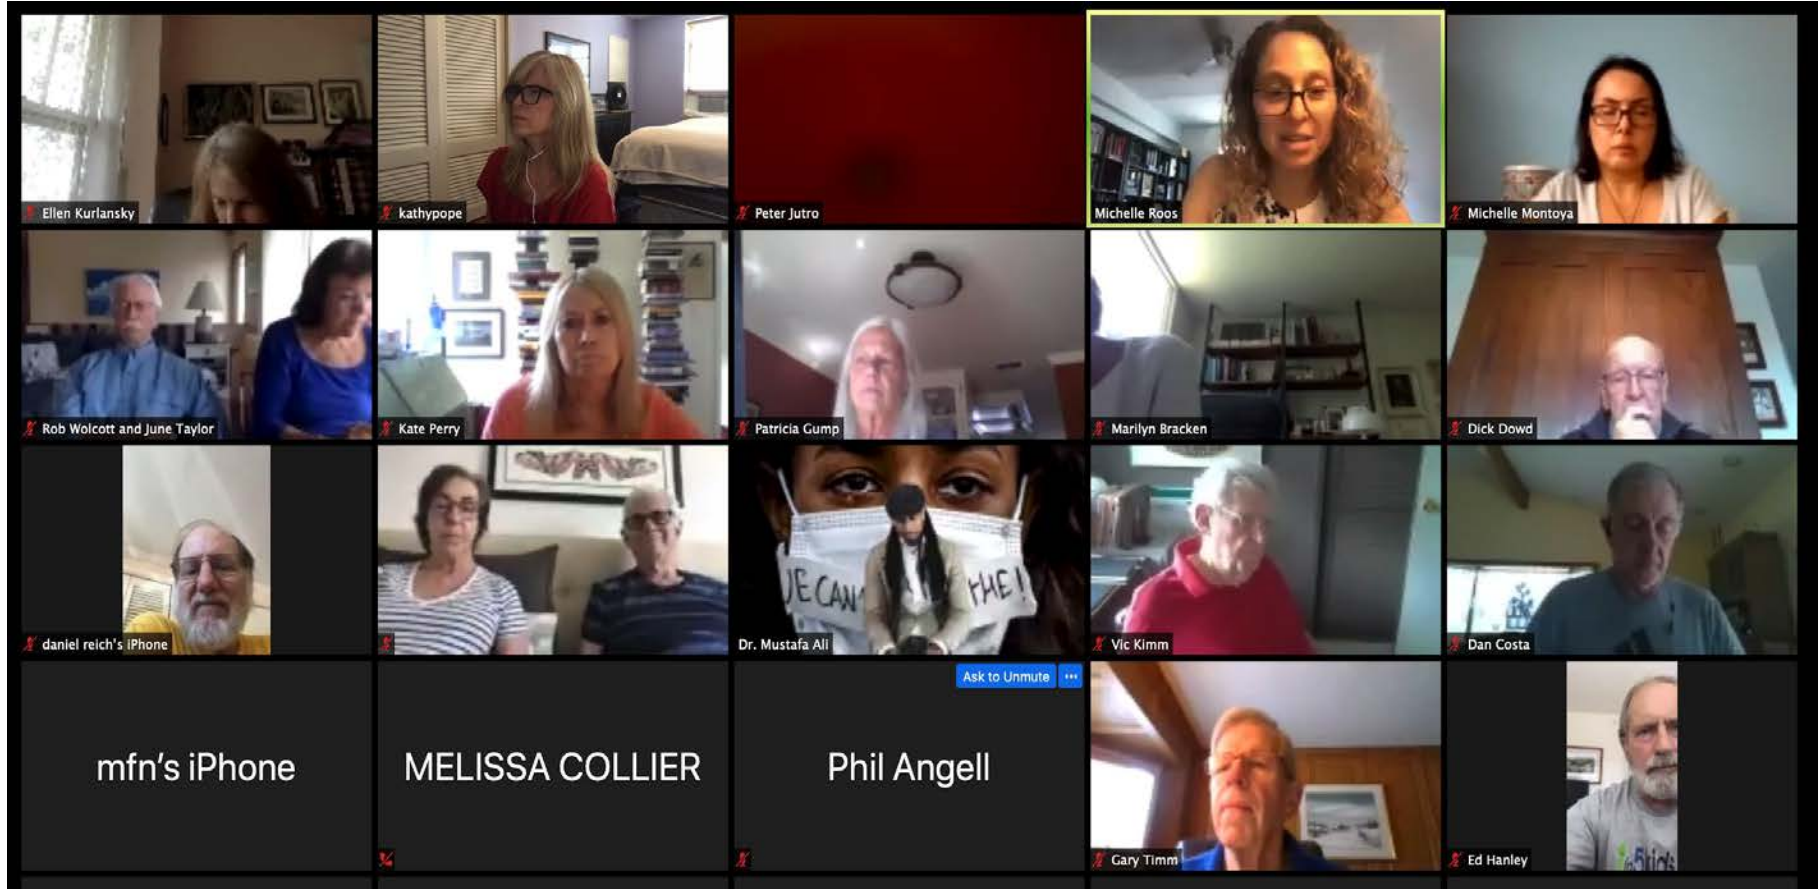 Ellen Kurlansky
kathypope
Peter Jutro
Michelle Roos
Michelle Montoya
Rob Wolcott and June Taylor
Kate Perry
Patricia Gump
Marilyn Bracken
Dick Dowd
daniel reich's iPhone
Dr. Mustafa Ali
Vic Kimm
Dan Costa
Ask to Unmute
mfn's iPhone
MELISSA COLLIER
Phil Angell
Gary Timm
Ed Hanley